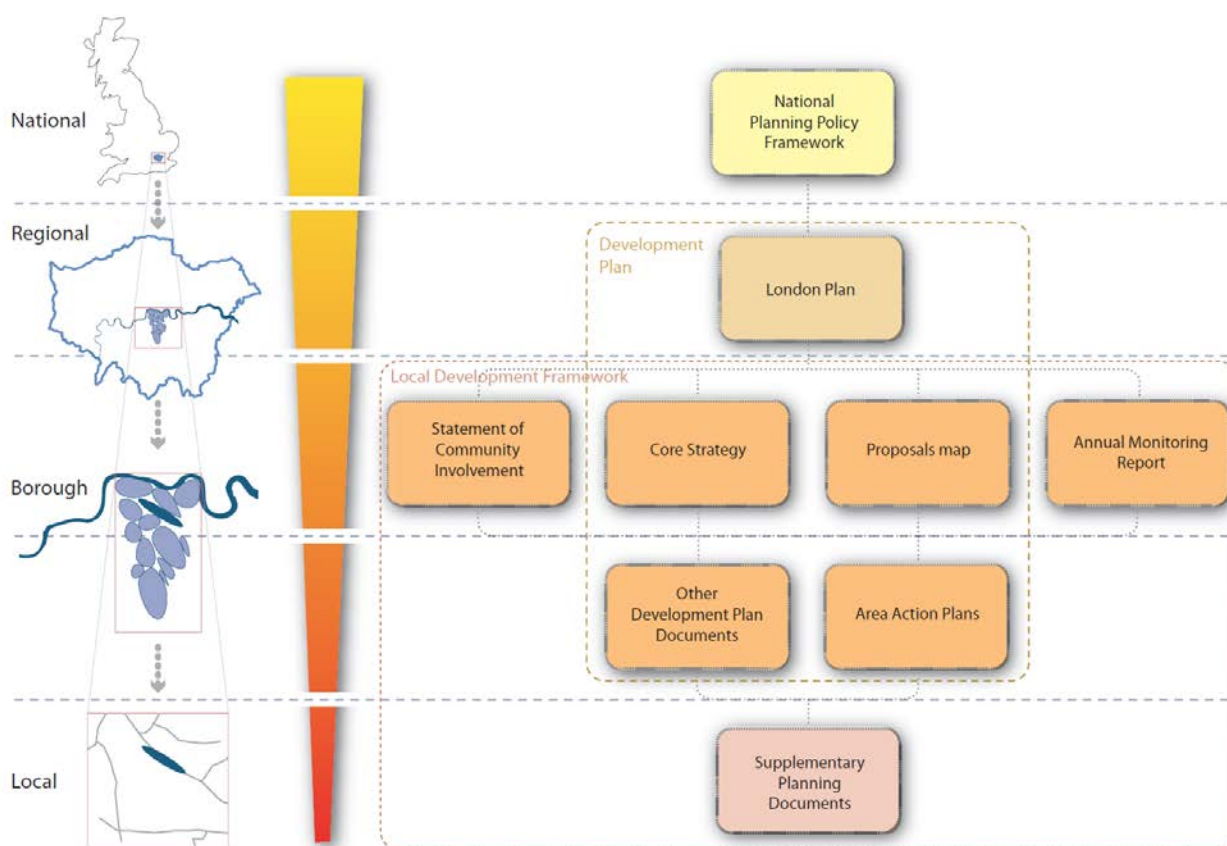 National
National
Planning Policy
Framework
Regional
Development
Plan
London Plan
Local Development Framework
Statement of
Community
Involvement
Core Strategy
Proposals map
Annual Monitoring
Report
Borough
Other
Development Plan
Documents
Area Action Plans
Local
Supplementary
Planning
Documents